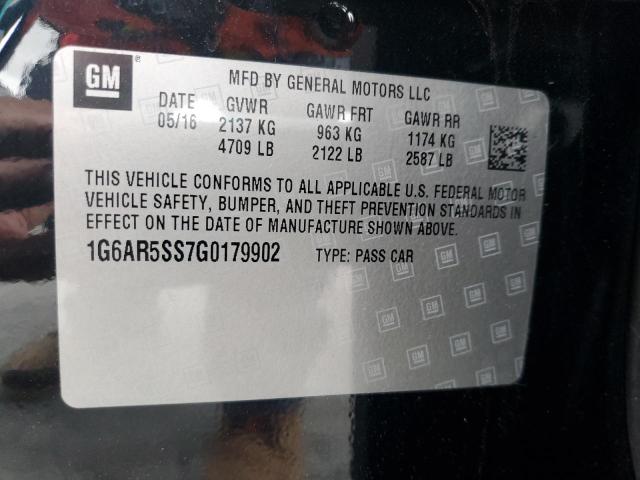 GM ®
MFD BY GENERAL MOTORS LLC
DATE GVWR GAWR FRT GAWR RR
05/16 2137 KG 963 KG 1174 KG
4709 LB 2122 LB 2587 LB
THIS VEHICLE CONFORMS TO ALL APPLICABLE U.S. FEDERAL MOTOR
VEHICLE SAFETY, BUMPER, AND THEFT PREVENTION STANDARDS IN
EFFECT ON THE DATE OF MANUFACTURE SHOWN ABOVE.
1G6AR5SS7G0179902 TYPE: PASS CAR